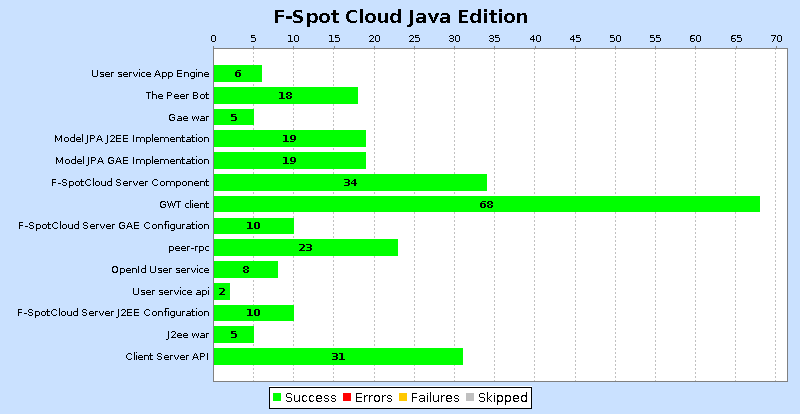 F-Spot Cloud Java Edition
0 5 10 15 20 25 30 35 40 45 50 55 60 65 70
User service App Engine 6
The Peer Bot 18
Gae war 5
Model JPA J2EE Implementation 19
Model JPA GAE Implementation 19
F-SpotCloud Server Component 34
GWT client 68
F-SpotCloud Server GAE Configuration 10
peer-rpc 23
OpenId User service 8
User service api 2
F-SpotCloud Server J2EE Configuration 10
J2ee war 5
Client Server API 31
Success Errors Failures Skipped